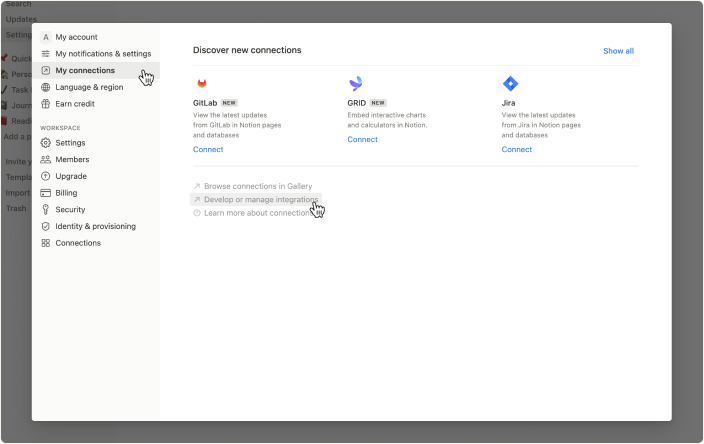 Search
Updates
Setting
Quick
Perso
Task
Journ
Readi
Add a p
Invite y
Templa
Import
Trash
A My account
My notifications & settings
My connections
Language & region
Earn credit
WORKSPACE
Settings
Members
Upgrade
Billing
Security
Identity & provisioning
Connections
Discover new connections
Show all
GitLab NEW
View the latest updates
from GitLab in Notion pages
and databases
Connect
GRID NEW
Embed interactive charts
and calculators in Notion.
Connect
Jira
View the latest updates
from Jira in Notion pages
and databases
Connect
Browse connections in Gallery
Develop or manage integrations
Learn more about connections